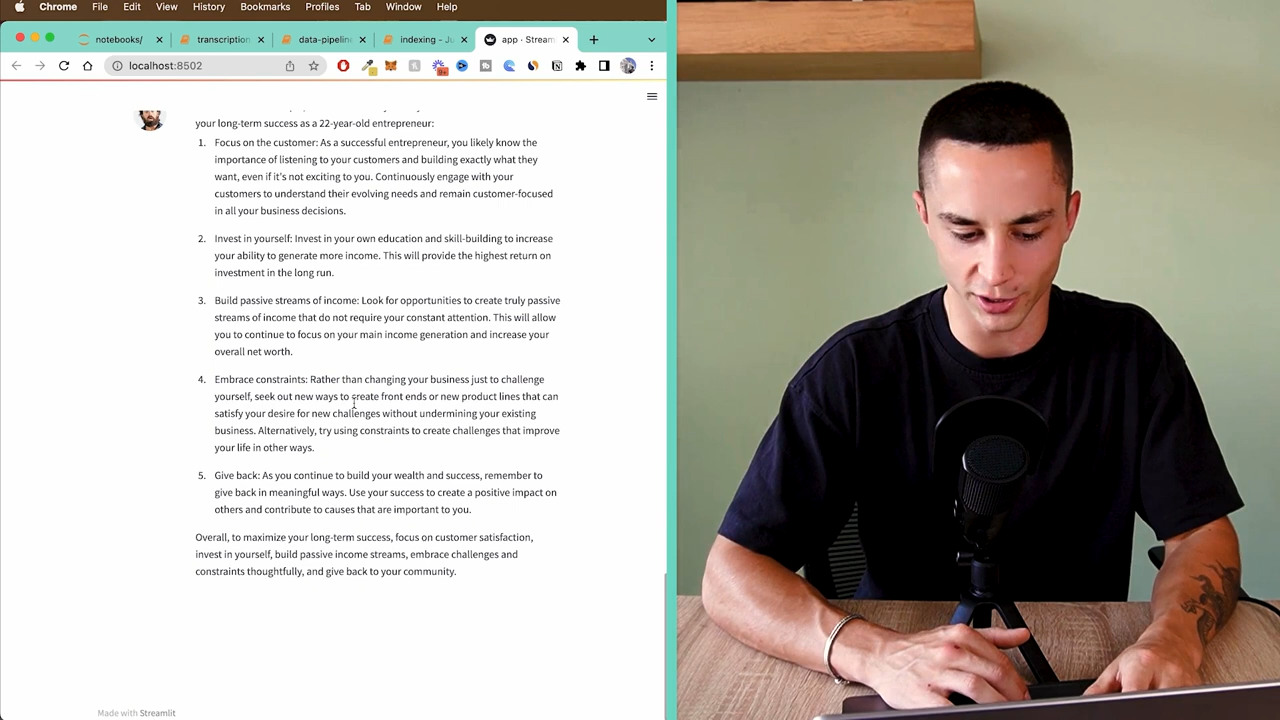 Chrome File Edit View History Bookmarks Profiles Tab Window Help
notebooks/ transcription data-pipeline indexing - Ju app · Stream
localhost:8502
9+
your long-term success as a 22-year-old entrepreneur:
1. Focus on the customer: As a successful entrepreneur, you likely know the
importance of listening to your customers and building exactly what they
want, even if it's not exciting to you. Continuously engage with your
customers to understand their evolving needs and remain customer-focused
in all your business decisions.
2. Invest in yourself: Invest in your own education and skill-building to increase
your ability to generate more income. This will provide the highest return on
investment in the long run.
3. Build passive streams of income: Look for opportunities to create truly passive
streams of income that do not require your constant attention. This will allow
you to continue to focus on your main income generation and increase your
overall net worth.
4. Embrace constraints: Rather than changing your business just to challenge
yourself, seek out new ways to create front ends or new product lines that can
satisfy your desire for new challenges without undermining your existing
business. Alternatively, try using constraints to create challenges that improve
your life in other ways.
5. Give back: As you continue to build your wealth and success, remember to
give back in meaningful ways. Use your success to create a positive impact on
others and contribute to causes that are important to you.
Overall, to maximize your long-term success, focus on customer satisfaction,
invest in yourself, build passive income streams, embrace challenges and
constraints thoughtfully, and give back to your community.
Made with Streamlit